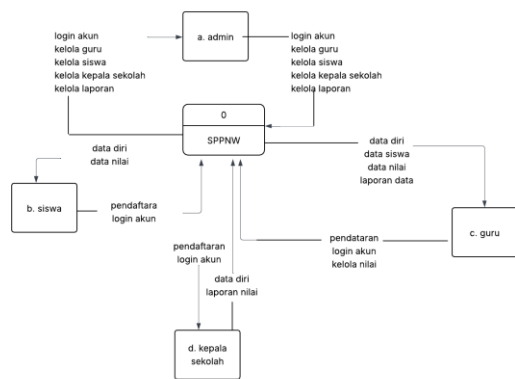 login akun
kelola guru
kelola siswa
kelola kepala sekolah
kelola laporan
a. admin
login akun
kelola guru
kelola siswa
kelola kepala sekolah
kelola laporan
0
SPPNW
data diri
data nilai
data diri
data siswa
data nilai
laporan data
b. siswa
pendaftara
login akun
c. guru
pendataran
login akun
kelola nilai
pendaftaran
login akun
data diri
laporan nilai
d. kepala
sekolah